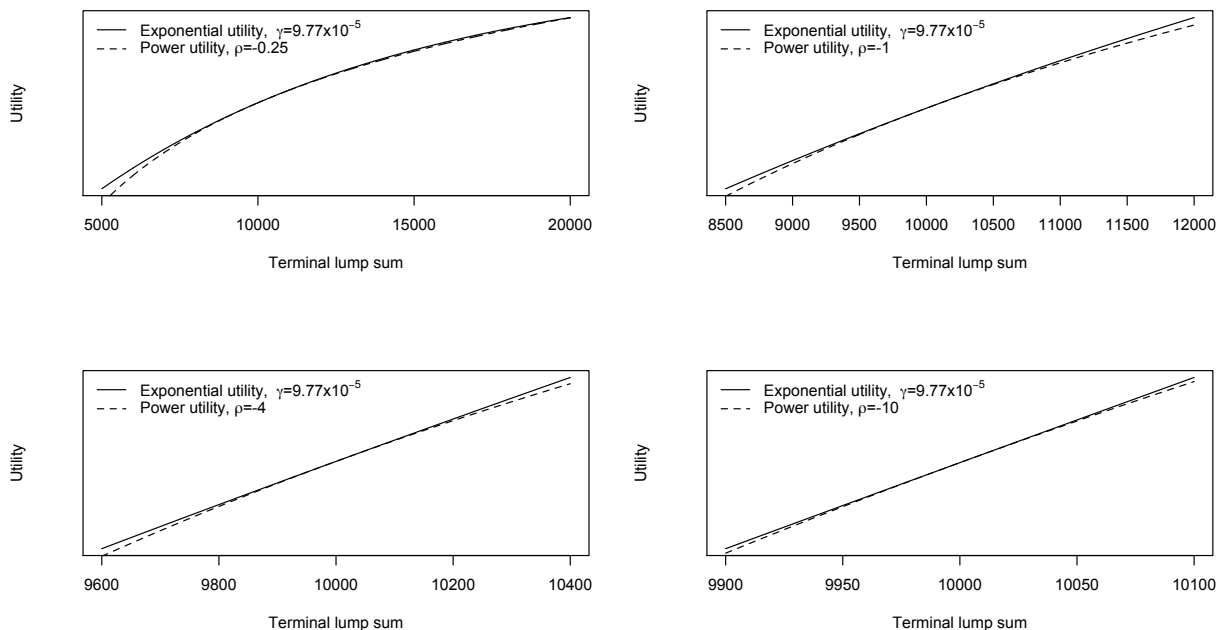 Exponential utility, γ=9.77x10⁻⁵
Power utility, ρ=-0.25
Utility
5000 10000 15000 20000
Terminal lump sum
Exponential utility, γ=9.77x10⁻⁵
Power utility, ρ=-1
Utility
8500 9000 9500 10000 10500 11000 11500 12000
Terminal lump sum
Exponential utility, γ=9.77x10⁻⁵
Power utility, ρ=-4
Utility
9600 9800 10000 10200 10400
Terminal lump sum
Exponential utility, γ=9.77x10⁻⁵
Power utility, ρ=-10
Utility
9900 9950 10000 10050 10100
Terminal lump sum